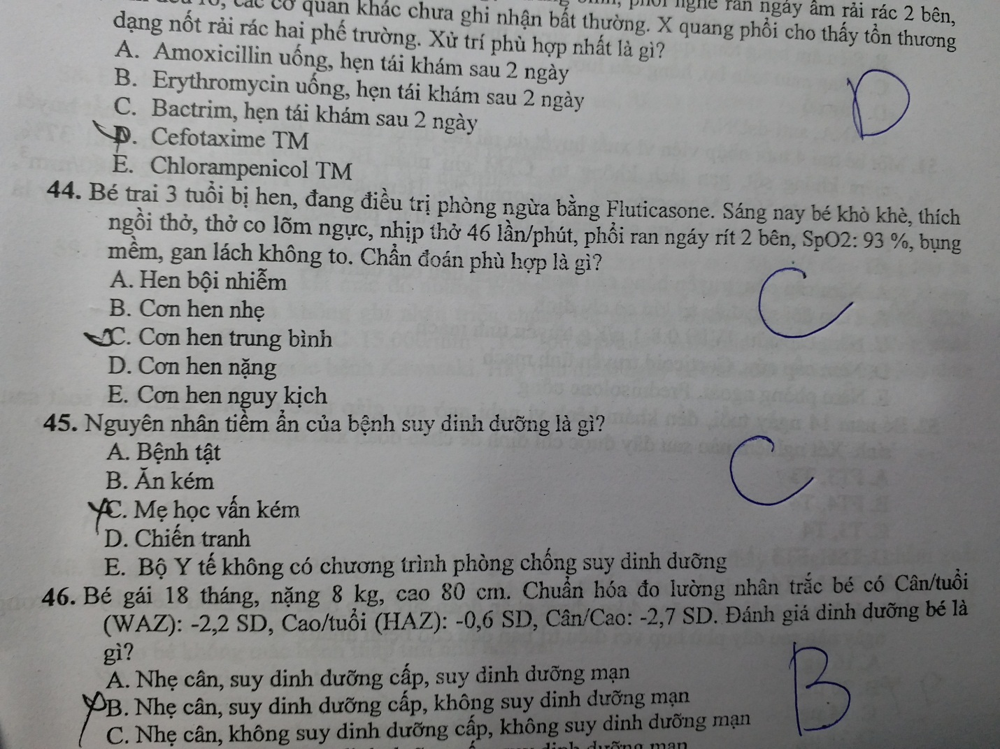 các cơ quan khác chưa ghi nhận bất thường. X quang phổi cho thấy tổn thương
phổi nghe ran ngáy âm rải rác 2 bên,
dạng nốt rải rác hai phế trường. Xử trí phù hợp nhất là gì?
A. Amoxicillin uống, hẹn tái khám sau 2 ngày
B. Erythromycin uống, hẹn tái khám sau 2 ngày
C. Bactrim, hẹn tái khám sau 2 ngày
D. Cefotaxime TM
E. Chlorampenicol TM
D
44. Bé trai 3 tuổi bị hen, đang điều trị phòng ngừa bằng Fluticasone. Sáng nay bé khò khè, thích
ngồi thở, thở co lõm ngực, nhịp thở 46 lần/phút, phổi ran ngáy rít 2 bên, SpO2: 93 %, bụng
mềm, gan lách không to. Chẩn đoán phù hợp là gì?
A. Hen bội nhiễm
B. Cơn hen nhẹ
C. Cơn hen trung bình
D. Cơn hen nặng
E. Cơn hen nguy kịch
C
45. Nguyên nhân tiềm ẩn của bệnh suy dinh dưỡng là gì?
A. Bệnh tật
B. Ăn kém
C. Mẹ học vấn kém
D. Chiến tranh
E. Bộ Y tế không có chương trình phòng chống suy dinh dưỡng
C
46. Bé gái 18 tháng, nặng 8 kg, cao 80 cm. Chuẩn hóa đo lường nhân trắc bé có Cân/tuổi
(WAZ): -2,2 SD, Cao/tuổi (HAZ): -0,6 SD, Cân/Cao: -2,7 SD. Đánh giá dinh dưỡng bé là
gì?
A. Nhẹ cân, suy dinh dưỡng cấp, suy dinh dưỡng mạn
B. Nhẹ cân, suy dinh dưỡng cấp, không suy dinh dưỡng mạn
C. Nhẹ cân, không suy dinh dưỡng cấp, không suy dinh dưỡng mạn
B